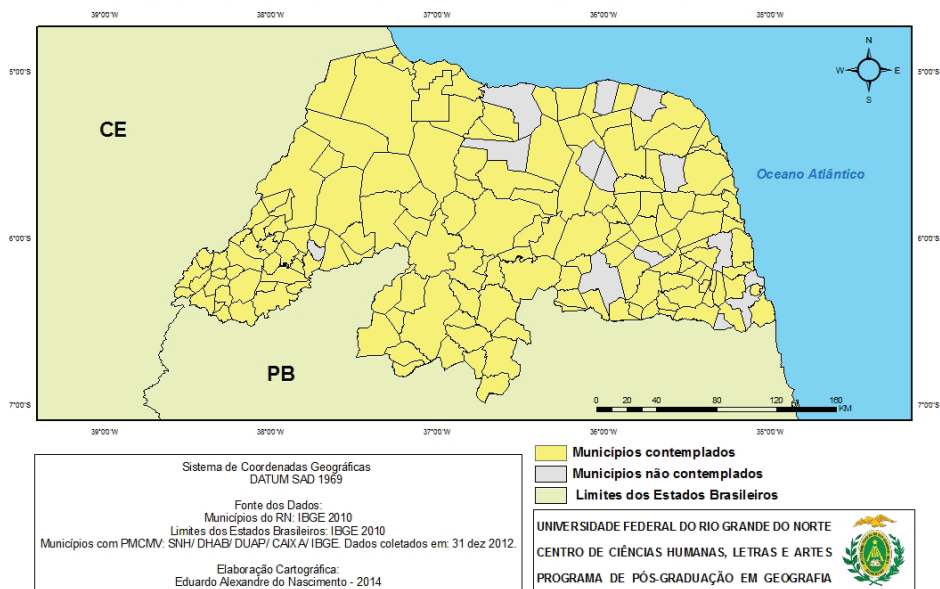 39°00'W 38°00'W 37°00'W 36°00'W 35°00'W
5°00'S 5°00'S
N
W E
S
CE
Oceano Atlântico
6°00'S 6°00'S
PB
7°00'S 7°00'S
0 20 40 80 120 160
KM
39°00'W 38°00'W 37°00'W 36°00'W 35°00'W
Sistema de Coordenadas Geográficas
DATUM SAD 1969
Fonte dos Dados:
Municípios do RN: IBGE 2010
Limites dos Estados Brasileiros: IBGE 2010
Municípios com PMCMV: SNH/ DHAB/ DUAP/ CAIXA/ IBGE. Dados coletados em: 31 dez 2012.
Elaboração Cartográfica:
Eduardo Alexandre do Nascimento - 2014
Municípios contemplados
Municípios não contemplados
Limites dos Estados Brasileiros
UNIVERSIDADE FEDERAL DO RIO GRANDE DO NORTE
CENTRO DE CIÊNCIAS HUMANAS, LETRAS E ARTES
PROGRAMA DE PÓS-GRADUAÇÃO EM GEOGRAFIA